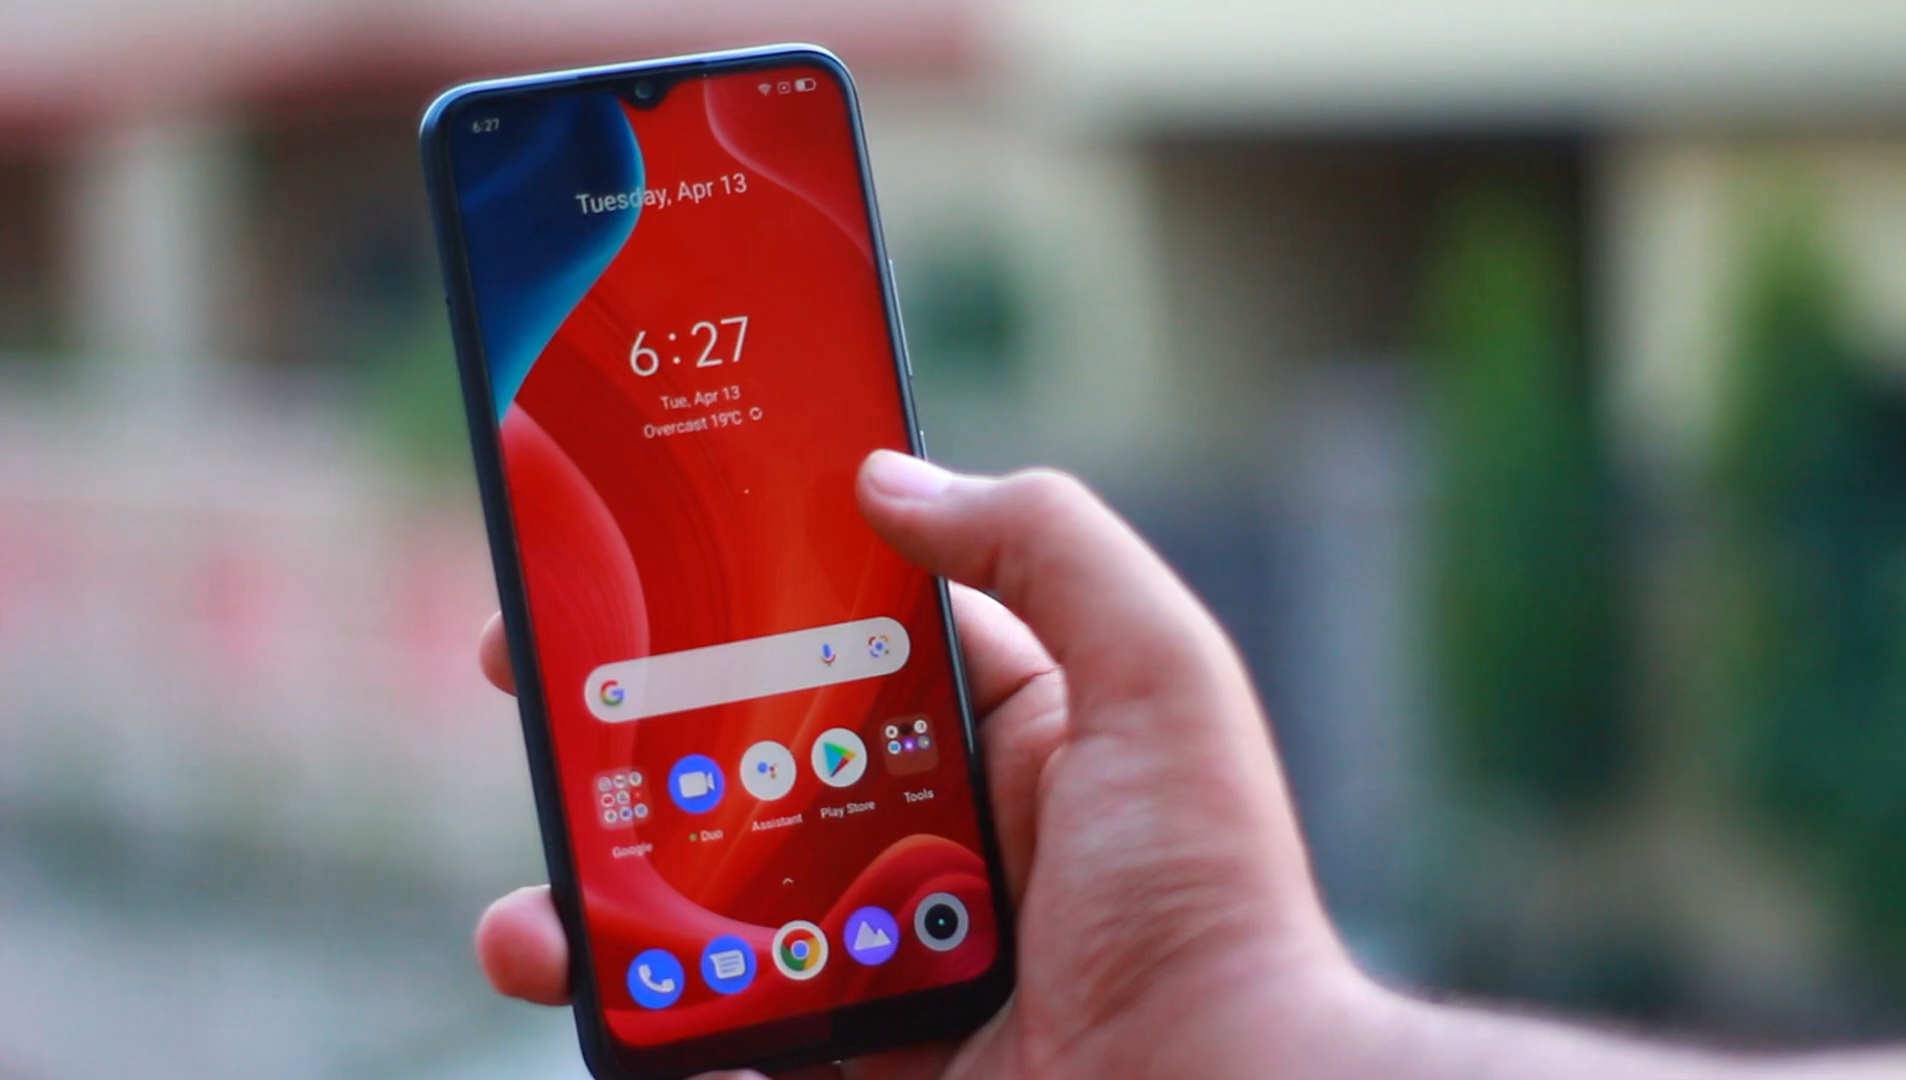 6:27
Tuesday, Apr 13
6:27
Tue, Apr 13
Overcast 19°C
Google
Duo
Assistant
Play Store
Tools